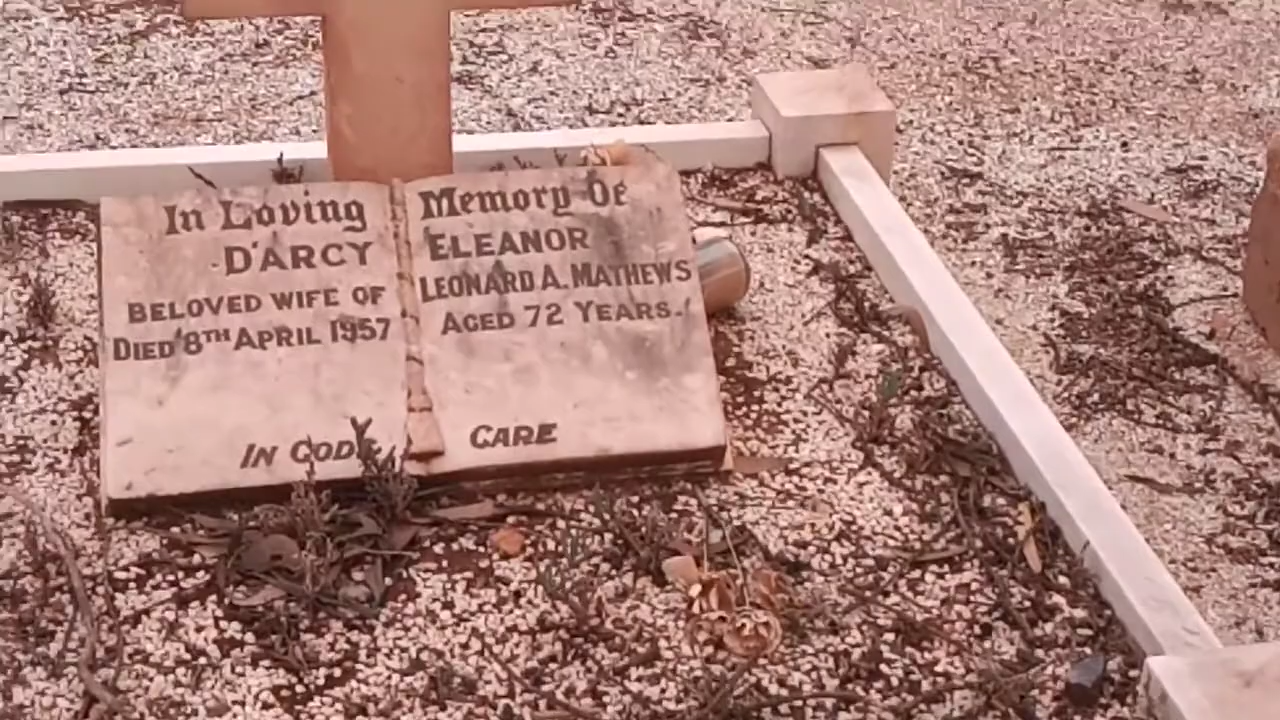 In Loving Memory Of
D'ARCY ELEANOR
BELOVED WIFE OF LEONARD A. MATHEWS
DIED 8TH APRIL 1957 AGED 72 YEARS.
IN GOD'S CARE